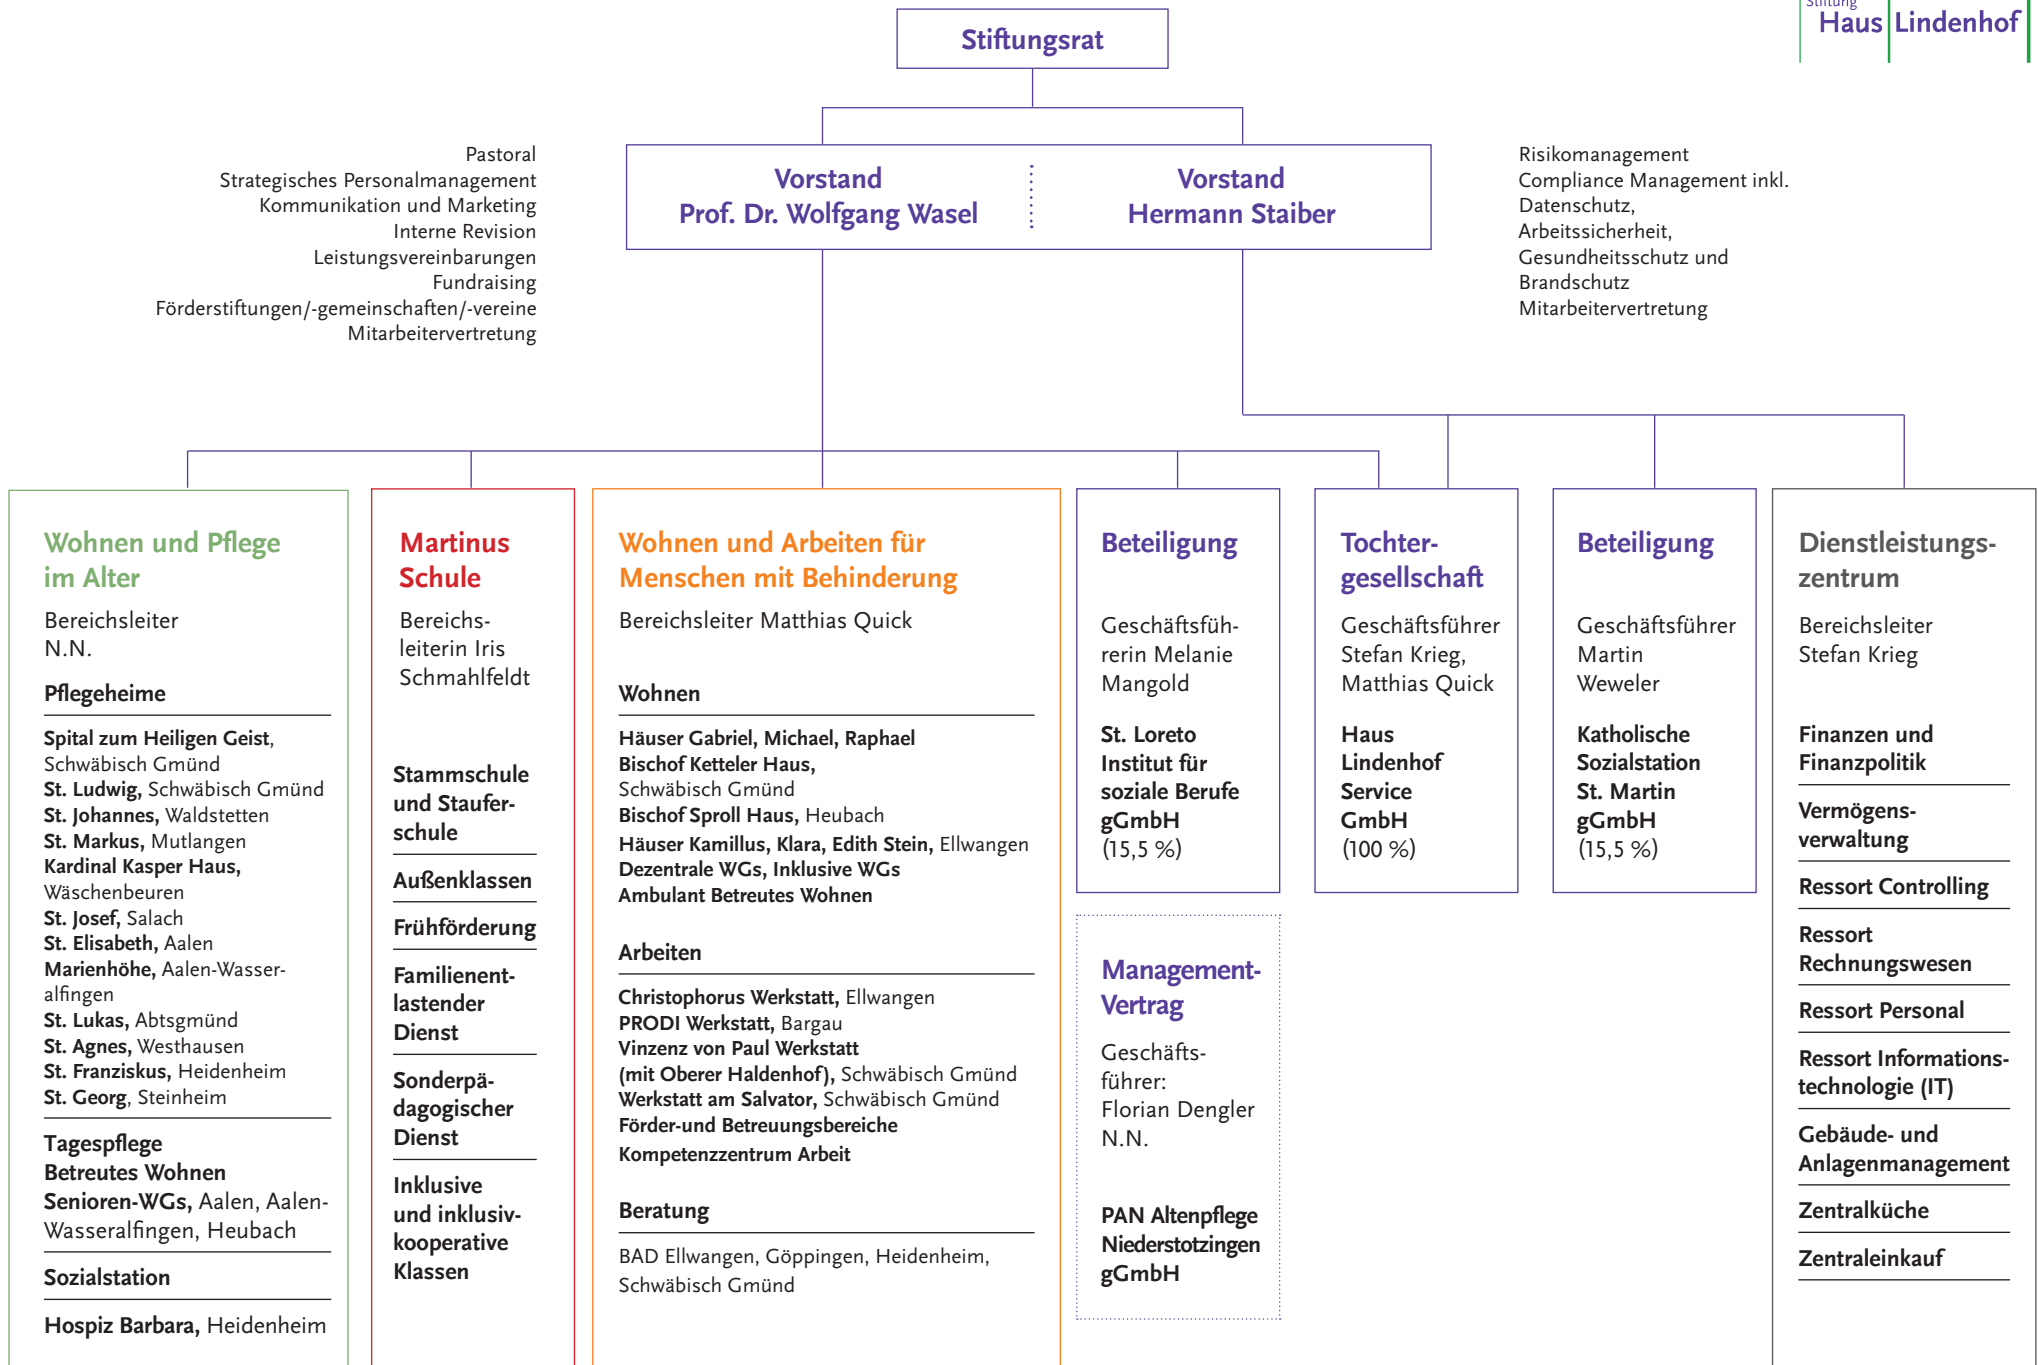 Stiftung
Haus Lindenhof
Stiftungsrat
Pastoral
Strategisches Personalmanagement
Kommunikation und Marketing
Interne Revision
Leistungsvereinbarungen
Fundraising
Förderstiftungen/-gemeinschaften/-vereine
Mitarbeitervertretung
Vorstand
Prof. Dr. Wolfgang Wasel
Vorstand
Hermann Staiber
Risikomanagement
Compliance Management inkl.
Datenschutz,
Arbeitssicherheit,
Gesundheitsschutz und
Brandschutz
Mitarbeitervertretung
Wohnen und Pflege
im Alter
Bereichsleiter
N.N.
Pflegeheime
Spital zum Heiligen Geist,
Schwäbisch Gmünd
St. Ludwig, Schwäbisch Gmünd
St. Johannes, Waldstetten
St. Markus, Mutlangen
Kardinal Kasper Haus,
Wäschenbeuren
St. Josef, Salach
St. Elisabeth, Aalen
Marienhöhe, Aalen-Wasser-
alfingen
St. Lukas, Abtsgmünd
St. Agnes, Westhausen
St. Franziskus, Heidenheim
St. Georg, Steinheim
Tagespflege
Betreutes Wohnen
Senioren-WGs, Aalen, Aalen-
Wasseralfingen, Heubach
Sozialstation
Hospiz Barbara, Heidenheim
Martinus
Schule
Bereichs-
leiterin Iris
Schmahlfeldt
Stammschule
und Staufer-
schule
Außenklassen
Frühförderung
Familienent-
lastender
Dienst
Sonderpä-
dagogischer
Dienst
Inklusive
und inklusiv-
kooperative
Klassen
Wohnen und Arbeiten für
Menschen mit Behinderung
Bereichsleiter Matthias Quick
Wohnen
Häuser Gabriel, Michael, Raphael
Bischof Ketteler Haus,
Schwäbisch Gmünd
Bischof Sproll Haus, Heubach
Häuser Kamillus, Klara, Edith Stein, Ellwangen
Dezentrale WGs, Inklusive WGs
Ambulant Betreutes Wohnen
Arbeiten
Christophorus Werkstatt, Ellwangen
PRODI Werkstatt, Bargau
Vinzenz von Paul Werkstatt
(mit Oberer Haldenhof), Schwäbisch Gmünd
Werkstatt am Salvator, Schwäbisch Gmünd
Förder-und Betreuungsbereiche
Kompetenzzentrum Arbeit
Beratung
BAD Ellwangen, Göppingen, Heidenheim,
Schwäbisch Gmünd
Beteiligung
Geschäftsfüh-
rerin Melanie
Mangold
St. Loreto
Institut für
soziale Berufe
gGmbH
(15,5 %)
Management-
Vertrag
Geschäfts-
führer:
Florian Dengler
N.N.
PAN Altenpflege
Niederstotzingen
gGmbH
Tochter-
gesellschaft
Geschäftsführer
Stefan Krieg,
Matthias Quick
Haus
Lindenhof
Service
GmbH
(100 %)
Beteiligung
Geschäftsführer
Martin
Weweler
Katholische
Sozialstation
St. Martin
gGmbH
(15,5 %)
Dienstleistungs-
zentrum
Bereichsleiter
Stefan Krieg
Finanzen und
Finanzpolitik
Vermögens-
verwaltung
Ressort Controlling
Ressort
Rechnungswesen
Ressort Personal
Ressort Informations-
technologie (IT)
Gebäude- und
Anlagenmanagement
Zentralküche
Zentraleinkauf